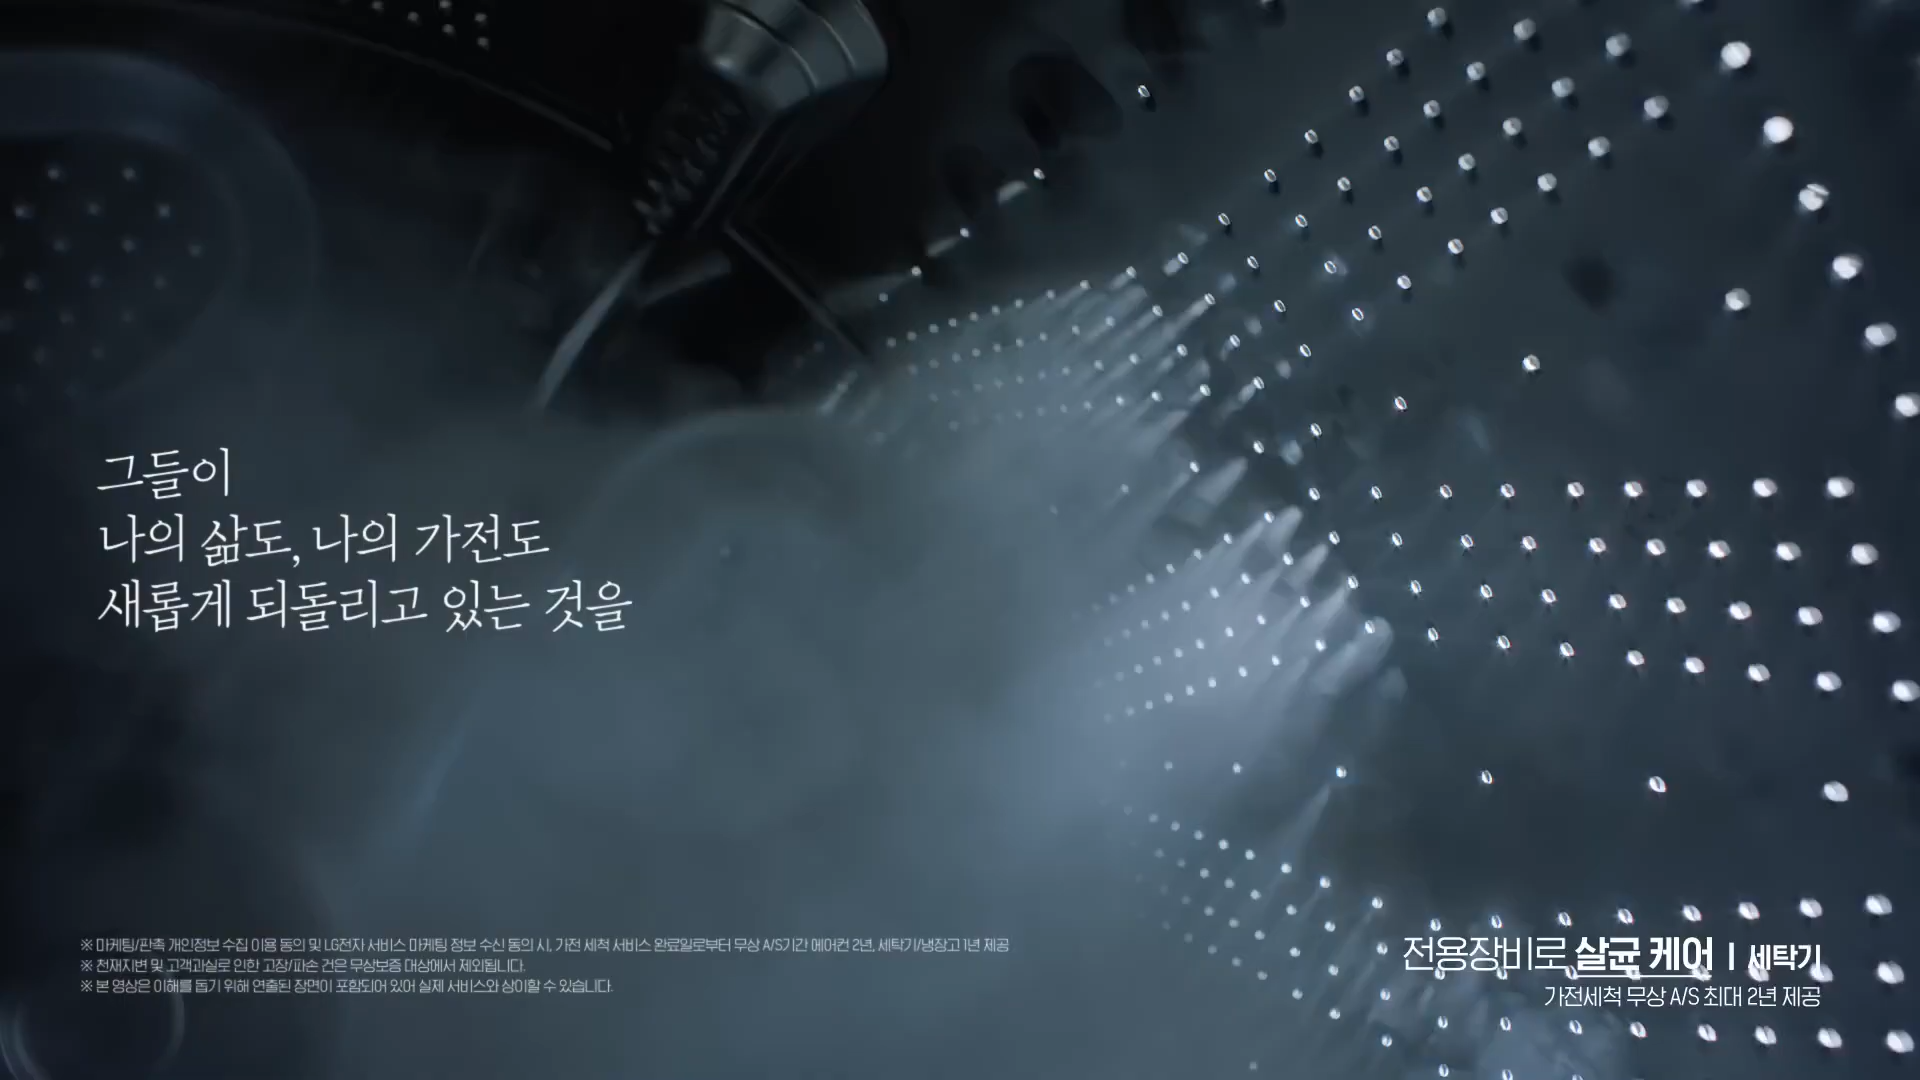 그들이
나의 삶도, 나의 가전도
새롭게 되돌리고 있는 것을
※ 마케팅/판촉 개인정보 수집 이용 동의 및 LG전자 서비스 마케팅 정보 수신 동의 시, 가전 세척 서비스 완료일로부터 무상 A/S기간 에어컨 2년, 세탁기/냉장고 1년 제공
※ 천재지변 및 고객과실로 인한 고장/파손 건은 무상보증 대상에서 제외됩니다.
※ 본 영상은 이해를 돕기 위해 연출된 장면이 포함되어 있어 실제 서비스와 상이할 수 있습니다.
전용장비로 살균 케어 | 세탁기
가전세척 무상 A/S 최대 2년 제공